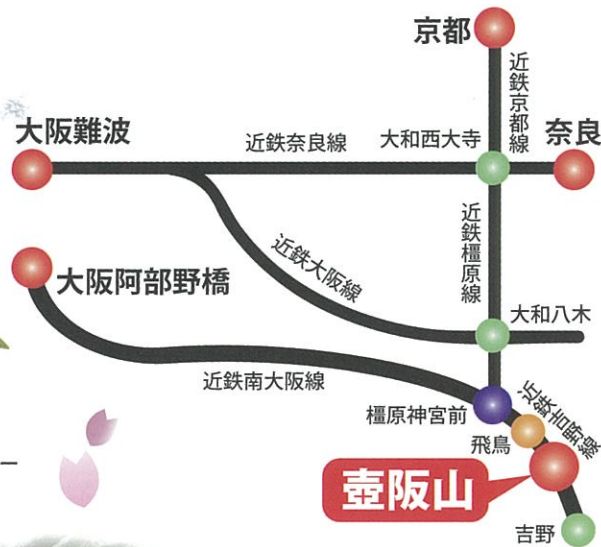 京都
近鉄京都線
大阪難波
近鉄奈良線
大和西大寺
奈良
近鉄橿原線
近鉄大阪線
大阪阿部野橋
大和八木
近鉄南大阪線
橿原神宮前
近鉄吉野線
飛鳥
壺阪山
吉野